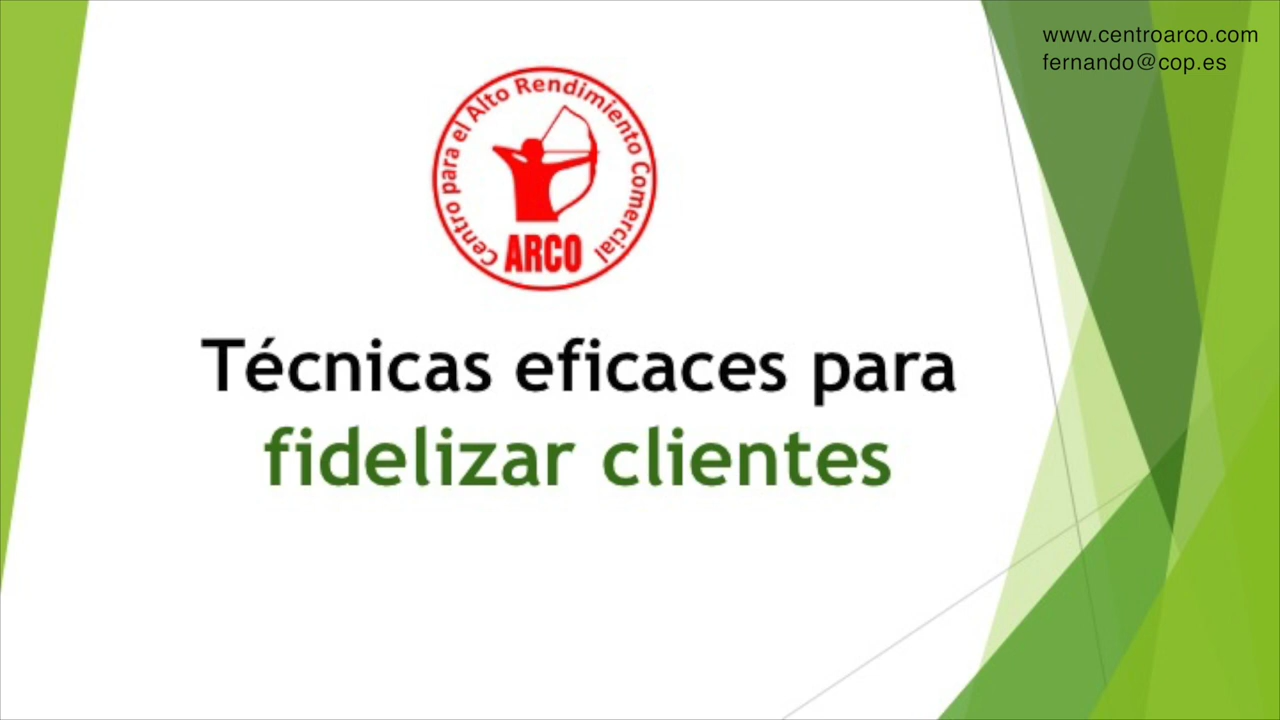 www.centroarco.com
fernando@cop.es
Centro para el Alto Rendimiento Comercial
ARCO
Técnicas eficaces para
fidelizar clientes